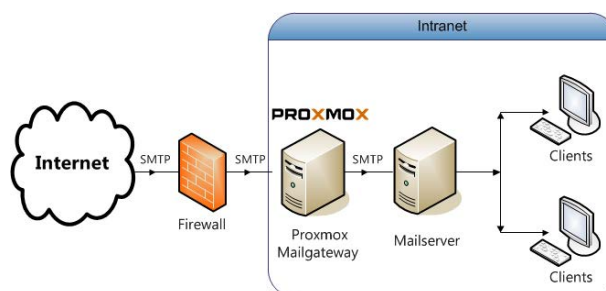 Intranet
PROXMOX
Internet
SMTP
SMTP
SMTP
Firewall
Proxmox
Mailgateway
Mailserver
Clients
Clients